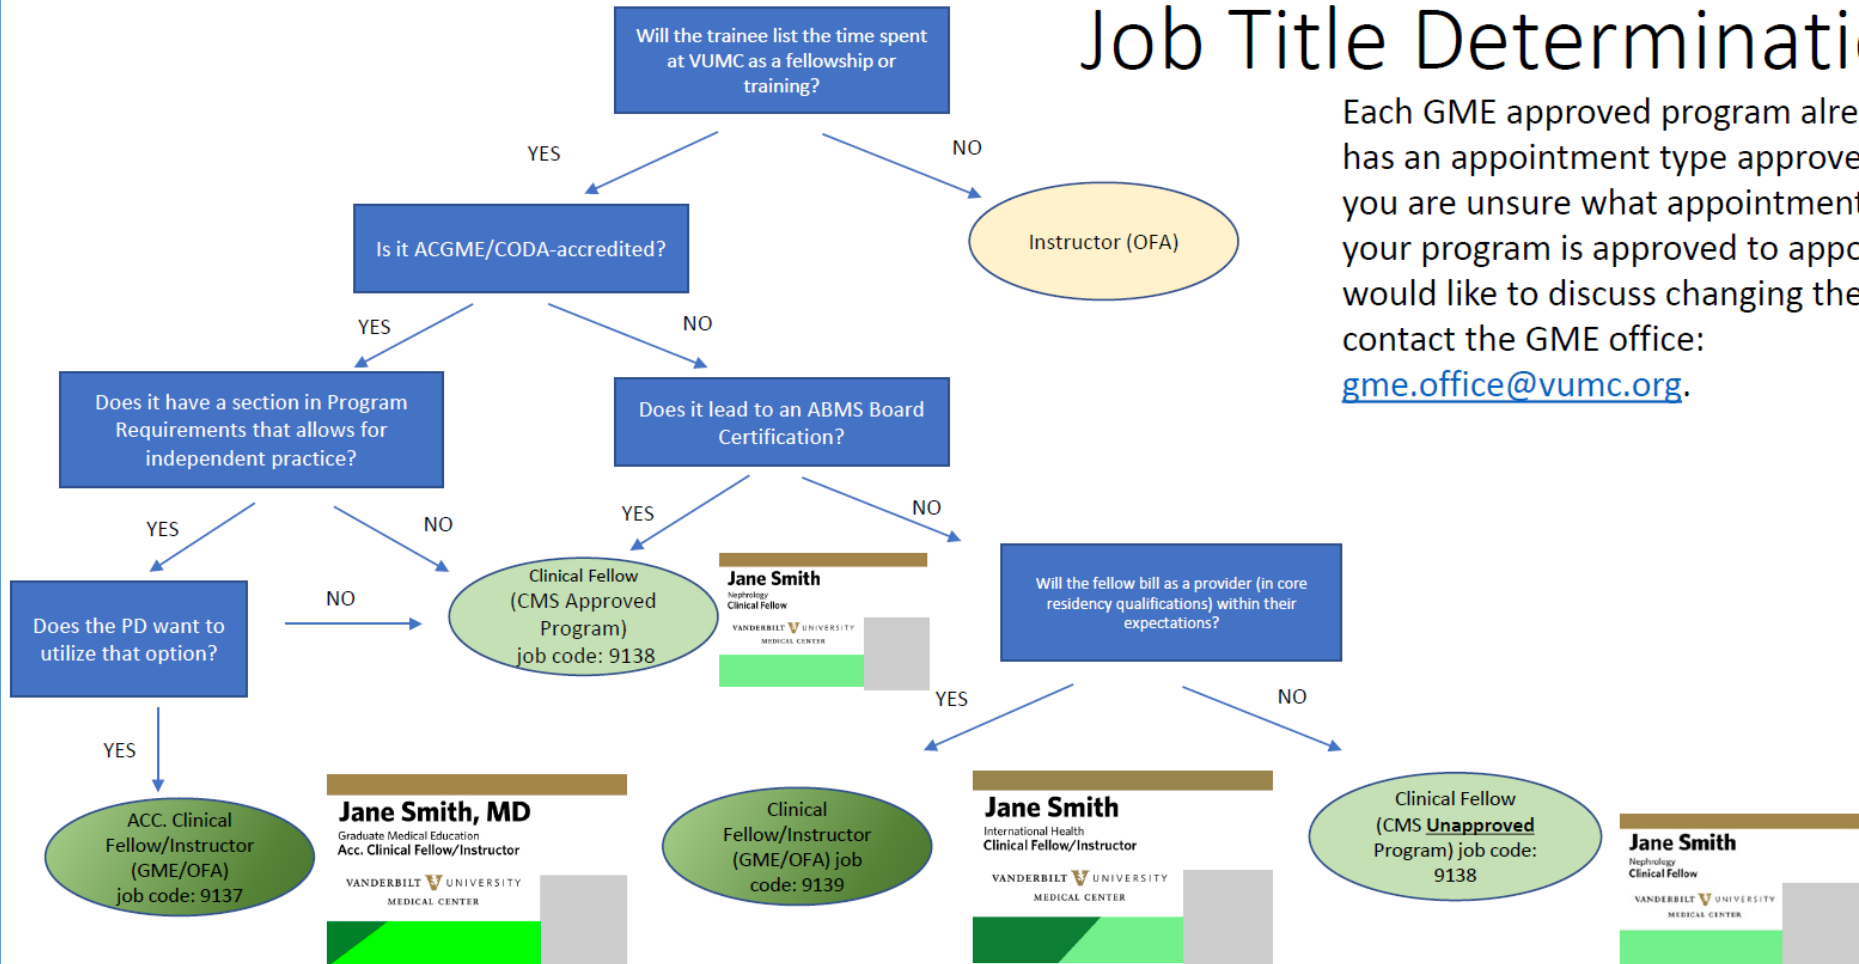 Job Title
Will the trainee list the time spent
at VUMC as a fellowship or
training?
Each GME approved program
has an appointment type
you are unsure what
your program is approved to
would like to discuss changing
contact the GME office:
gme.office@vumc.org.
YES
NO
Is it ACGME/CODA-accredited?
Instructor (OFA)
YES
NO
Does it have a section in Program
Requirements that allows for
independent practice?
Does it lead to an ABMS Board
Certification?
YES
NO
YES
NO
Does the PD want to
utilize that option?
NO
Clinical Fellow
(CMS Approved
Program)
job code: 9138
Jane Smith
Nephrology
Clinical Fellow
VANDERBILT V UNIVERSITY
MEDICAL CENTER
Will the fellow bill as a provider (in core
residency qualifications) within their
expectations?
YES
YES
NO
ACC. Clinical
Fellow/Instructor
(GME/OFA)
job code: 9137
Jane Smith, MD
Graduate Medical Education
Acc. Clinical Fellow/Instructor
VANDERBILT V UNIVERSITY
MEDICAL CENTER
Clinical
Fellow/Instructor
(GME/OFA) job
code: 9139
Jane Smith
International Health
Clinical Fellow/Instructor
VANDERBILT V UNIVERSITY
MEDICAL CENTER
Clinical Fellow
(CMS Unapproved
Program) job code:
9138
Jane Smith
Nephrology
Clinical Fellow
VANDERBILT V UNIVERSITY
MEDICAL CENTER